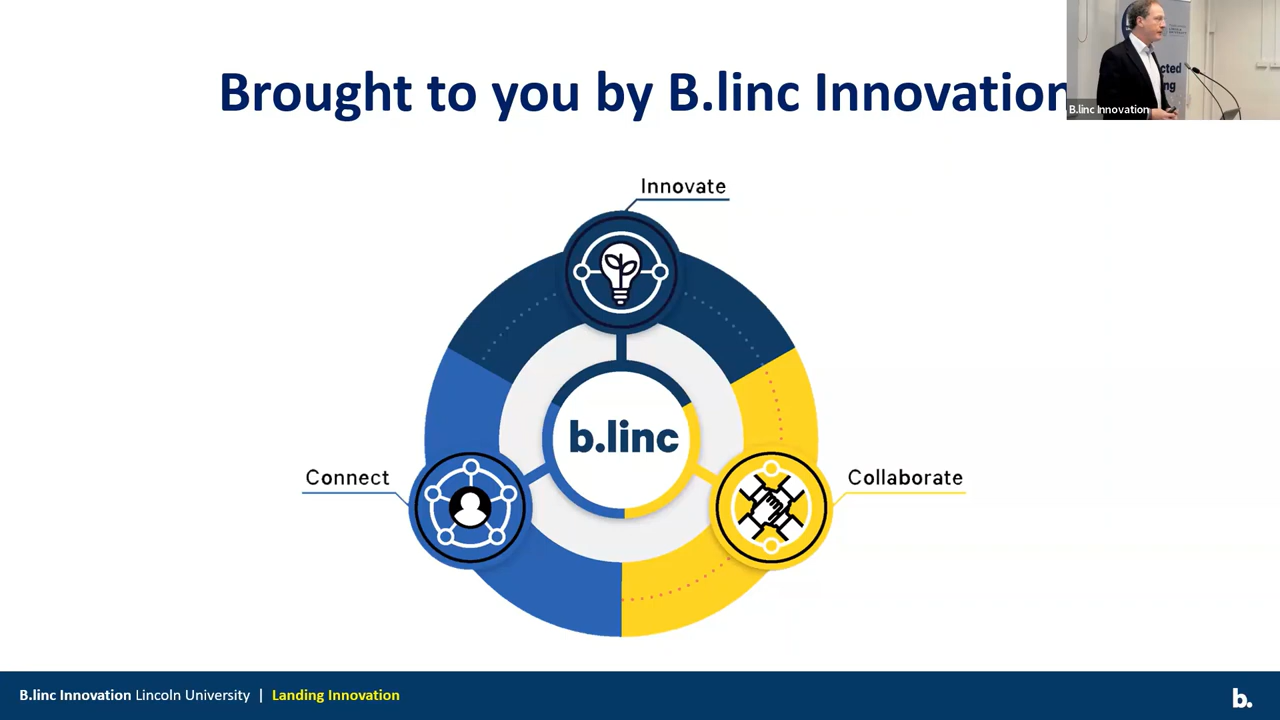 Brought to you by B.linc Innovation
B.linc Innovation
Innovate
b.linc
Connect
Collaborate
B.linc Innovation Lincoln University | Landing Innovation
b.